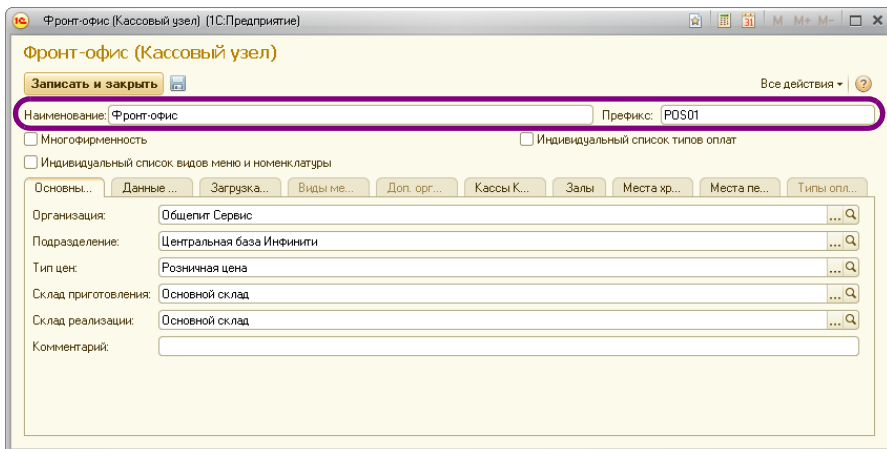 Фронт-офис (Кассовый узел) (1С:Предприятие) 31 M M+ M-
Фронт-офис (Кассовый узел)
Записать и закрыть Все действия ?
Наименование: Фронт-офис Префикс: POS01
Многофирменность Индивидуальный список типов оплат
Индивидуальный список видов меню и номенклатуры
Основны... Данные ... Загрузка... Виды ме... Доп. орг... Кассы К... Залы Места хр... Места пе... Типы опл...
Организация: Общепит Сервис ...
Подразделение: Центральная база Инфинити ...
Тип цен: Розничная цена ...
Склад приготовления: Основной склад ...
Склад реализации: Основной склад ...
Комментарий: